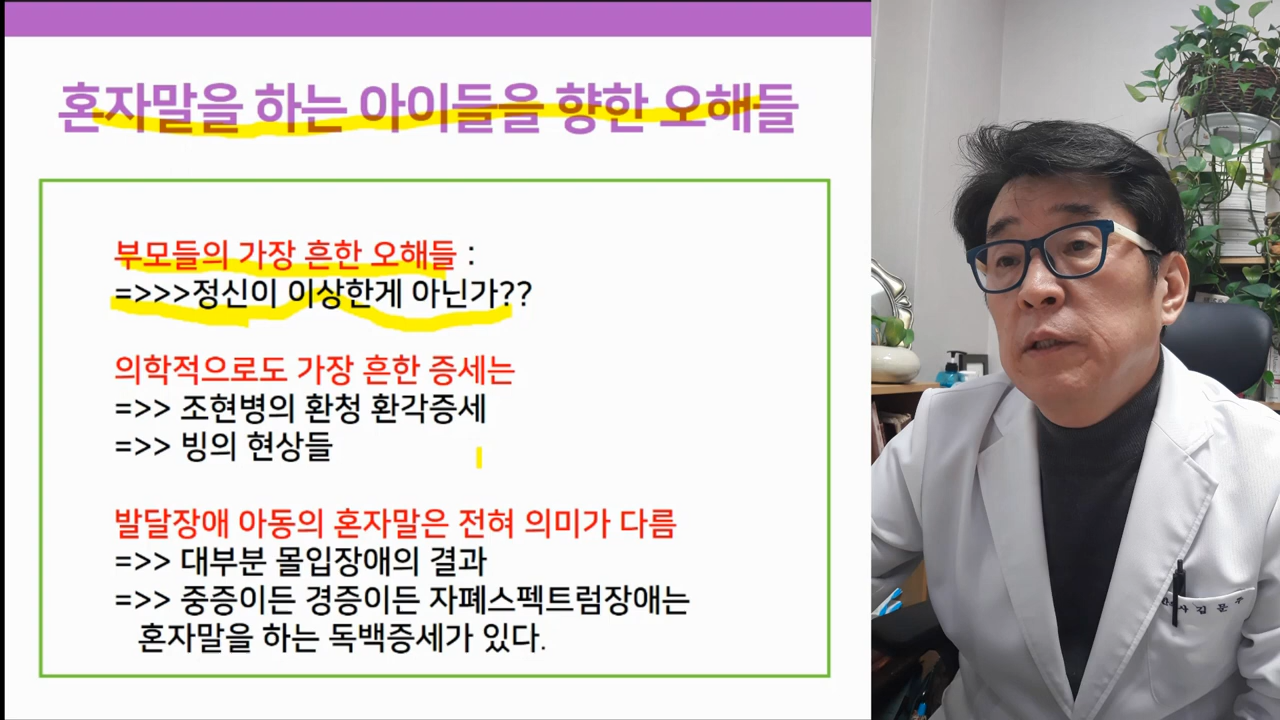 혼자말을 하는 아이들을 향한 오해들
부모들의 가장 흔한 오해들 :
=>>>정신이 이상한게 아닌가??
의학적으로도 가장 흔한 증세는
=>> 조현병의 환청 환각증세
=>> 빙의 현상들
발달장애 아동의 혼자말은 전혀 의미가 다름
=>> 대부분 몰입장애의 결과
=>> 중증이든 경증이든 자폐스펙트럼장애는
혼자말을 하는 독백증세가 있다.